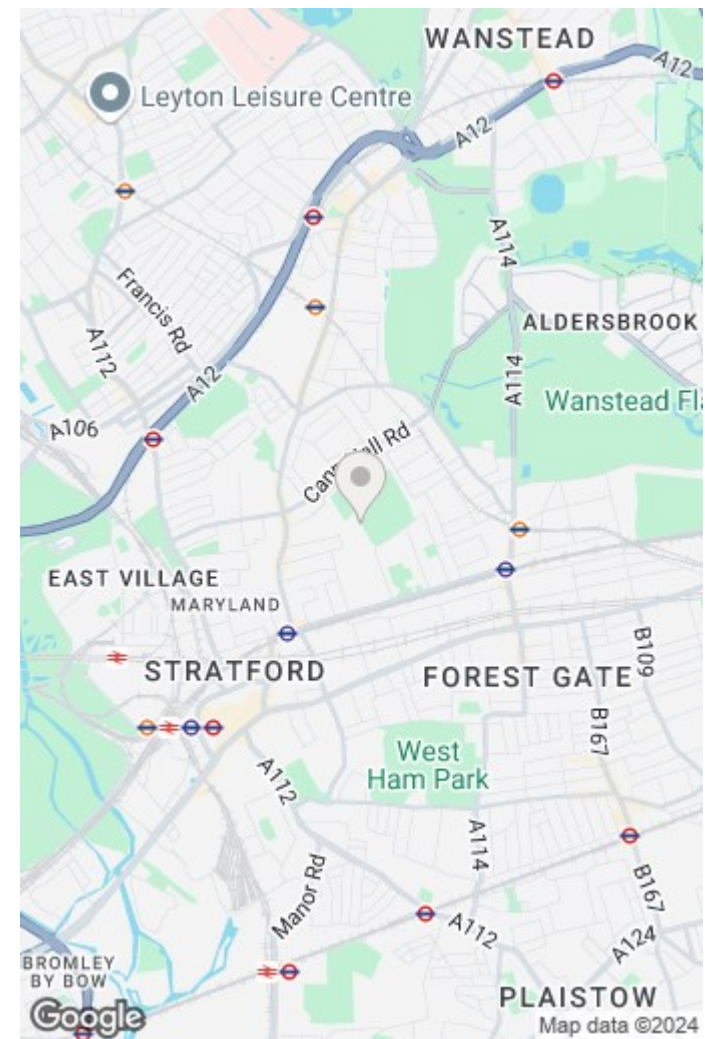 WANSTEAD
A12
Leyton Leisure Centre
A12
A114
Francis Rd
ALDERSBROOK
A112
A12
A114
Wanstead Fla
A106
Rd
EAST VILLAGE
MARYLAND
STRATFORD
FOREST GATE
B109
B167
West
Ham Park
A112
A114
Manor Rd
B167
A112
A124
BROMLEY
BY BOW
PLAISTOW
Google
Map data ©2024